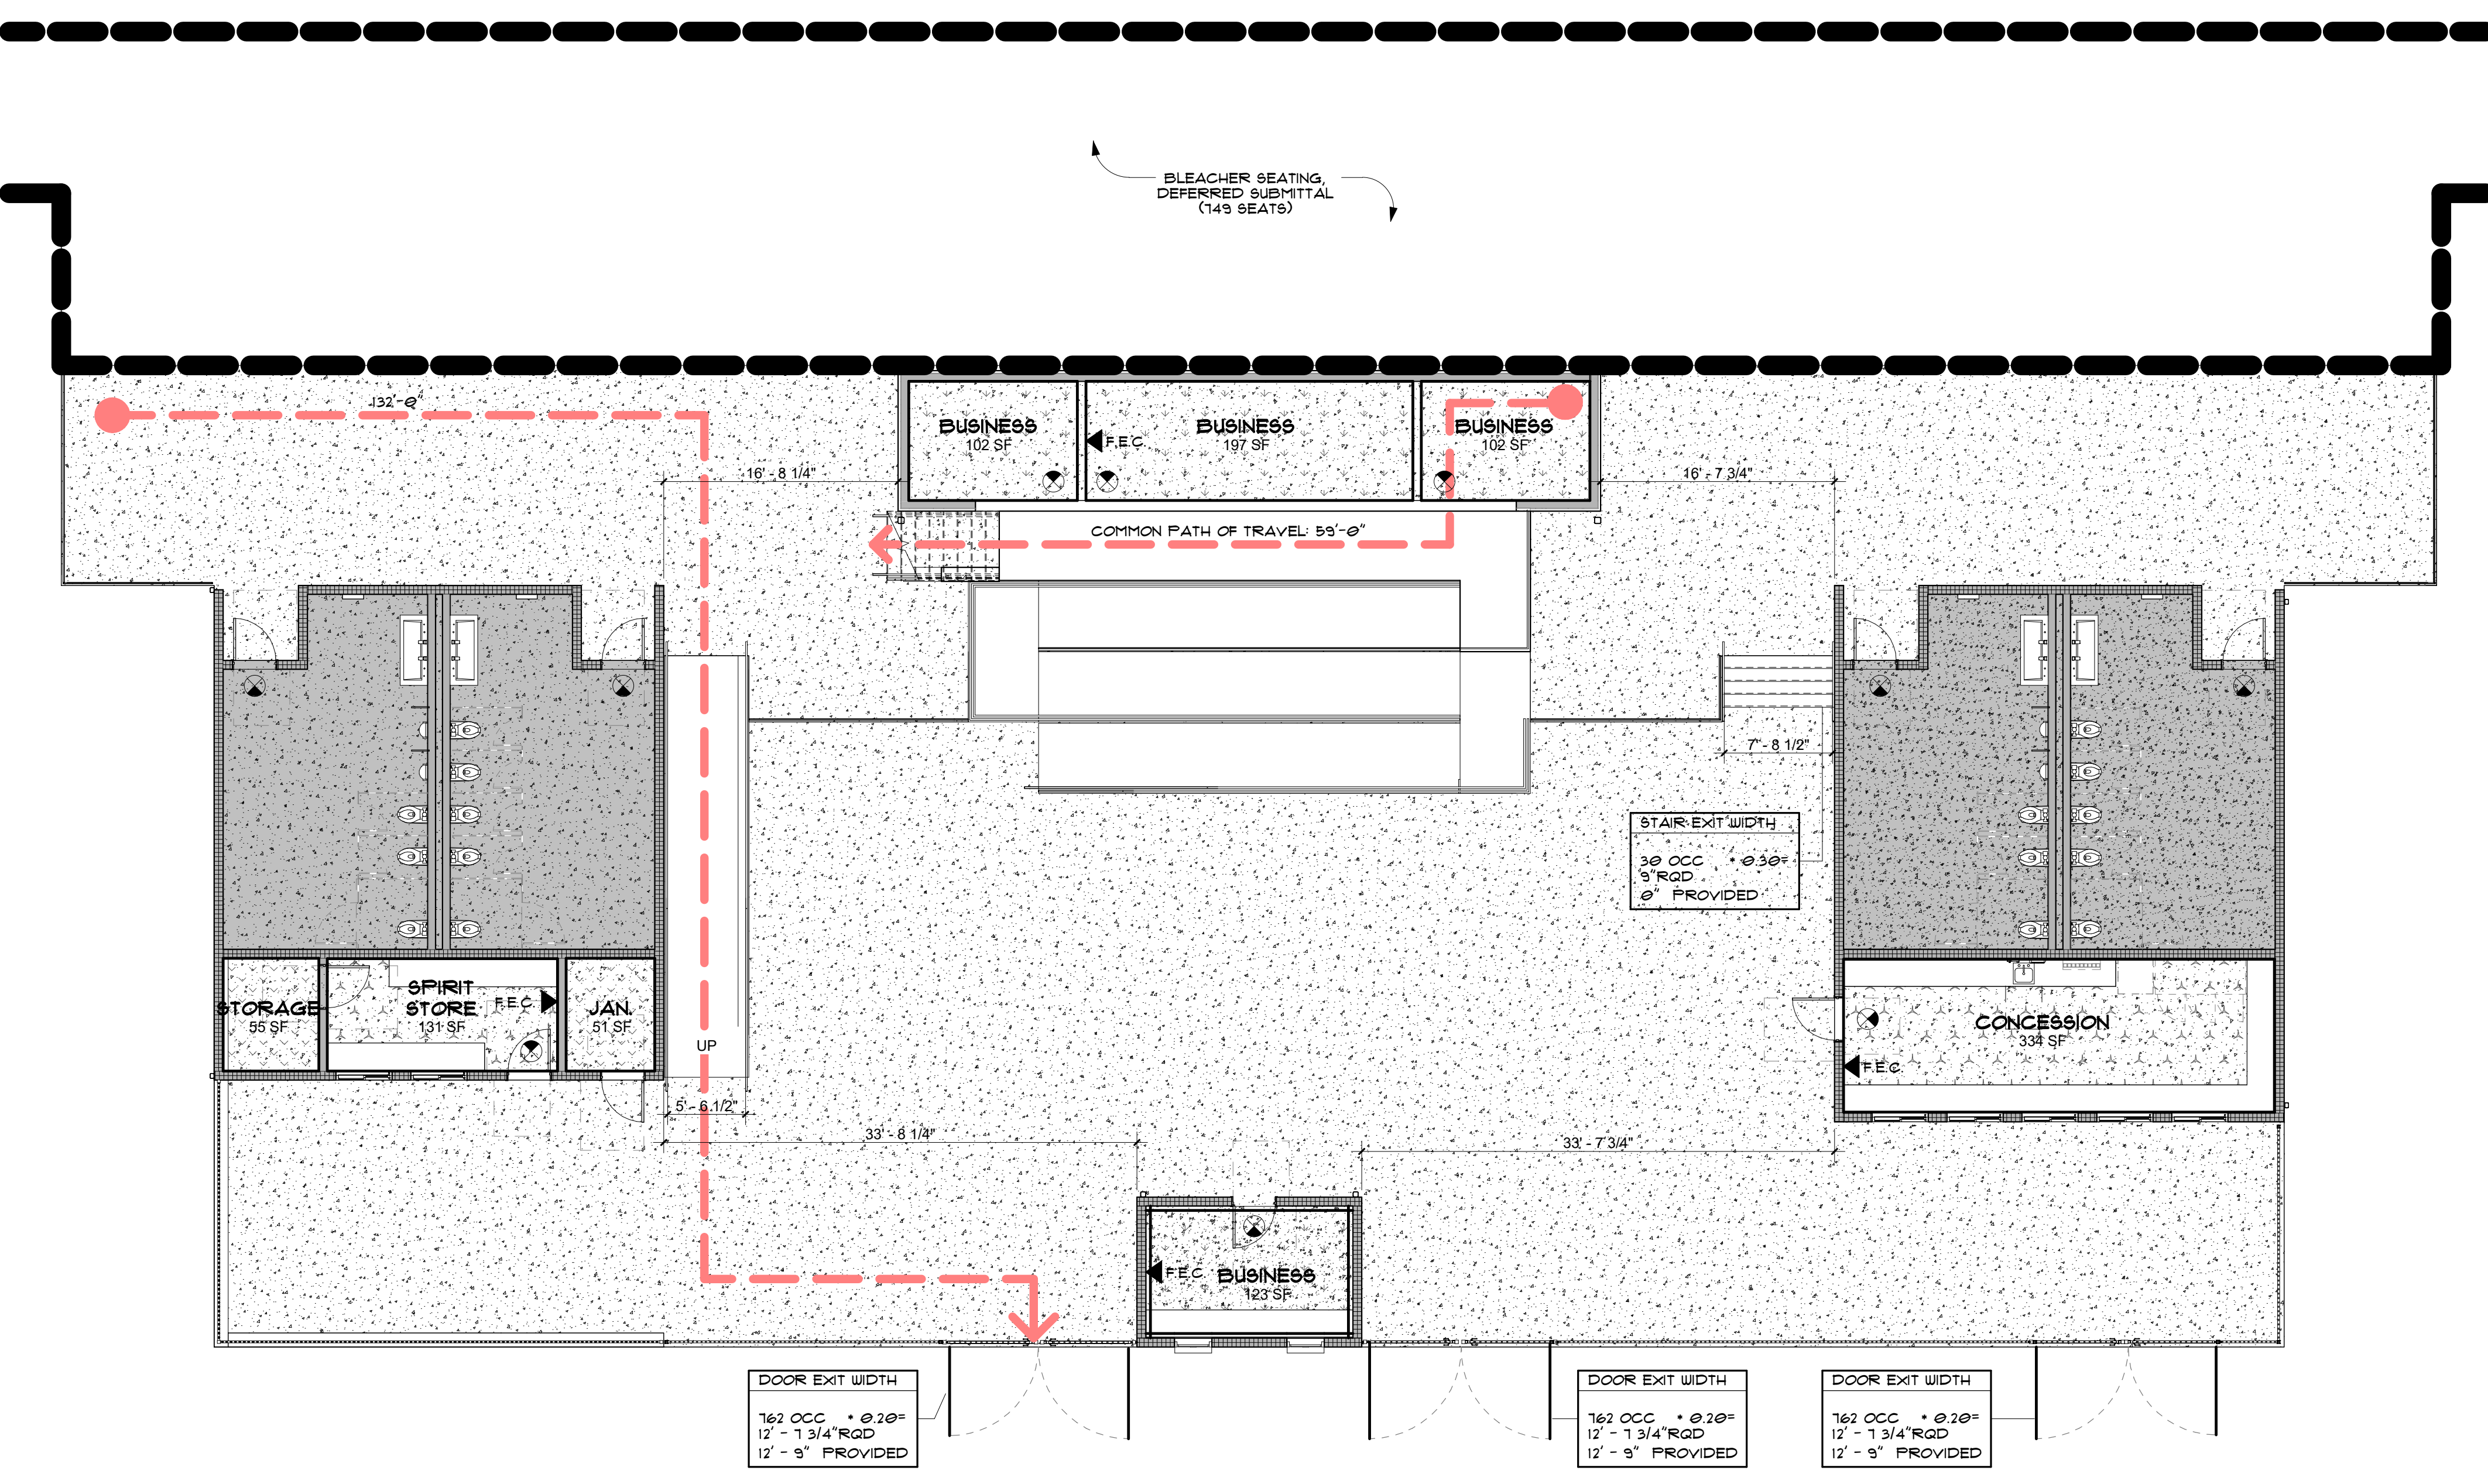 BLEACHER SEATING,
DEFERRED SUBMITTAL
(749 SEATS)
132'-0"
BUSINESS
102 SF
F.E.C.
BUSINESS
197 SF
BUSINESS
102 SF
16' - 8 1/4"
16' - 7 3/4"
COMMON PATH OF TRAVEL: 59'-0"
7' - 8 1/2"
STAIR EXIT WIDTH
30 OCC * 0.30=
9"RQD
0" PROVIDED
STORAGE
55 SF
SPIRIT
STORE
131 SF
F.E.C.
JAN.
51 SF
UP
CONCESSION
334 SF
F.E.C.
5' - 6 1/2"
33' - 8 1/4"
33' - 7 3/4"
F.E.C.
BUSINESS
123 SF
DOOR EXIT WIDTH
762 OCC * 0.20=
12' - 7 3/4"RQD
12' - 9" PROVIDED
DOOR EXIT WIDTH
762 OCC * 0.20=
12' - 7 3/4"RQD
12' - 9" PROVIDED
DOOR EXIT WIDTH
762 OCC * 0.20=
12' - 7 3/4"RQD
12' - 9" PROVIDED